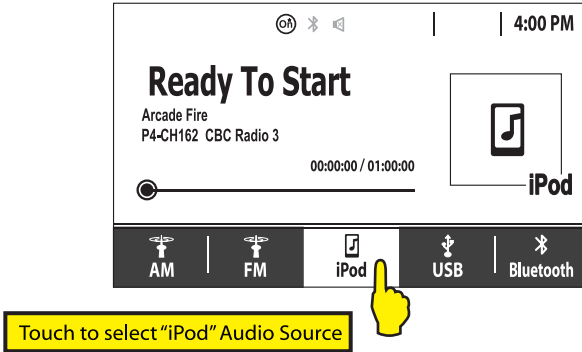 4:00 PM
Ready To Start
Arcade Fire
P4-CH162 CBC Radio 3
00:00:00 / 01:00:00
iPod
AM FM iPod USB Bluetooth
Touch to select “iPod” Audio Source